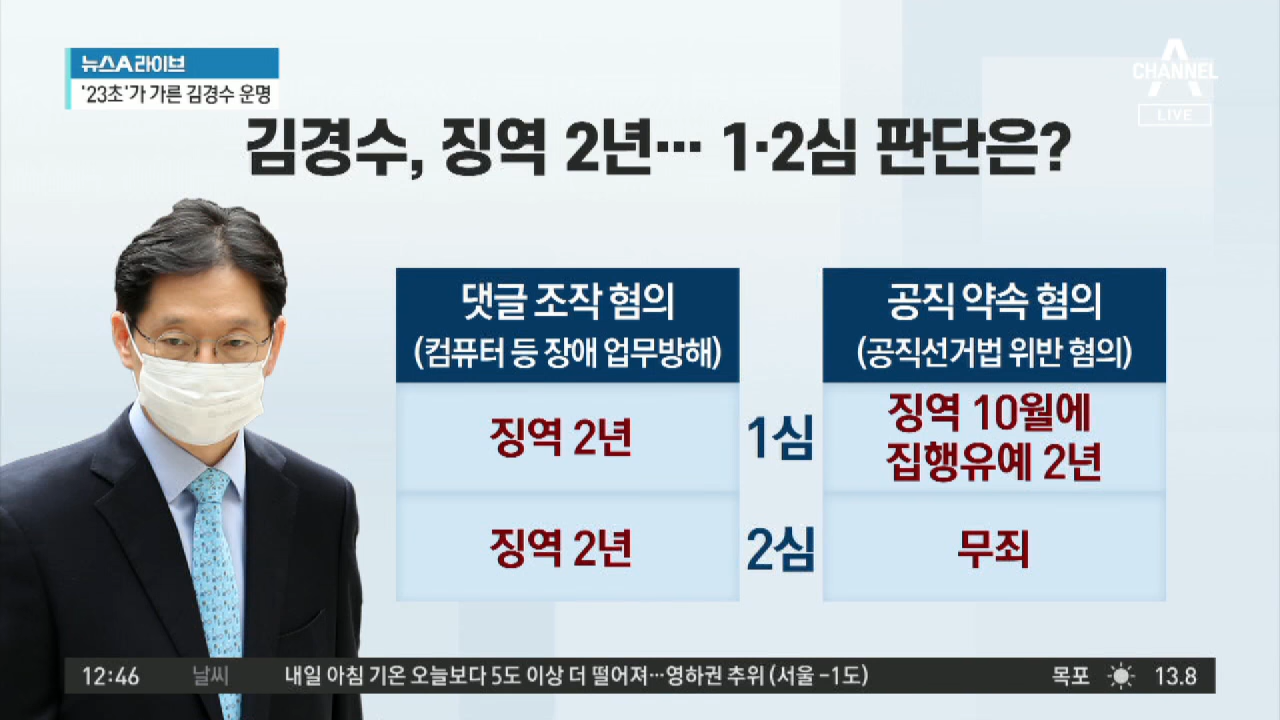 뉴스A 라이브
'23초'가 가른 김경수 운명
CHANNEL A
LIVE
김경수, 징역 2년… 1·2심 판단은?
댓글 조작 혐의
(컴퓨터 등 장애 업무방해)
공직 약속 혐의
(공직선거법 위반 혐의)
징역 2년
1심
징역 10월에
집행유예 2년
징역 2년
2심
무죄
12:46 날씨 내일 아침 기온 오늘보다 5도 이상 더 떨어져…영하권 추위 (서울 -1도) 목포 13.8